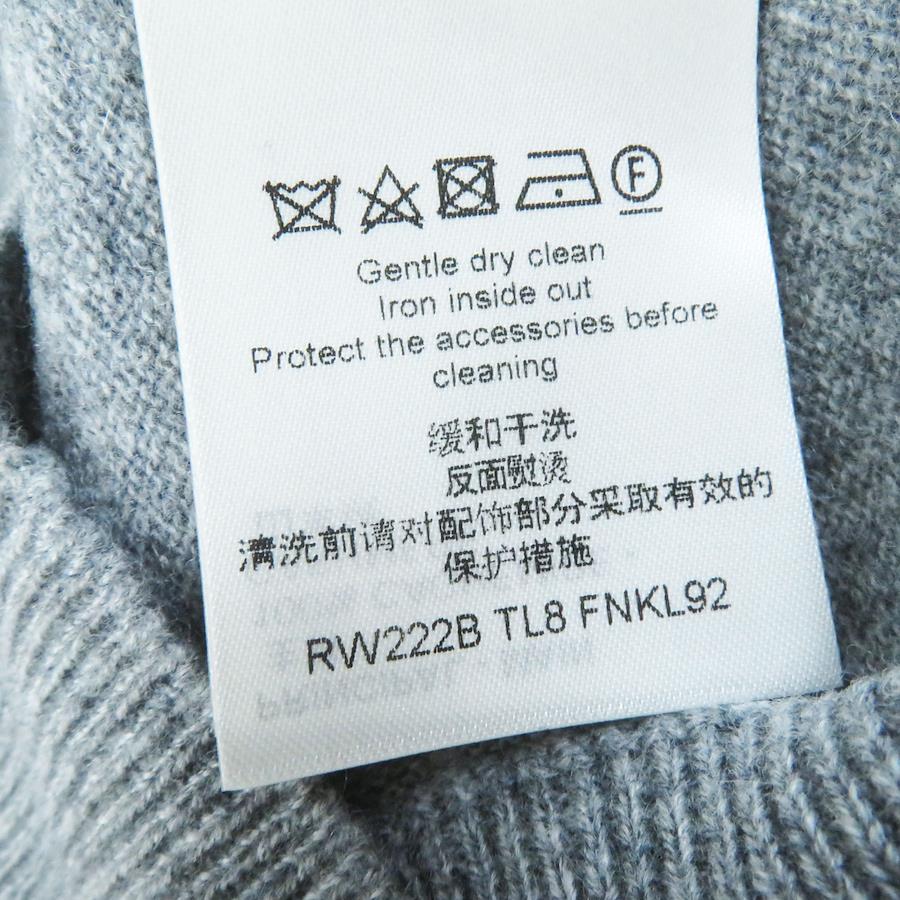 F
Gentle dry clean
Iron inside out
Protect the accessories before
cleaning
缓和干洗
反面熨烫
清洗前请对配饰部分采取有效的
保护措施
RW222B TL8 FNKL92